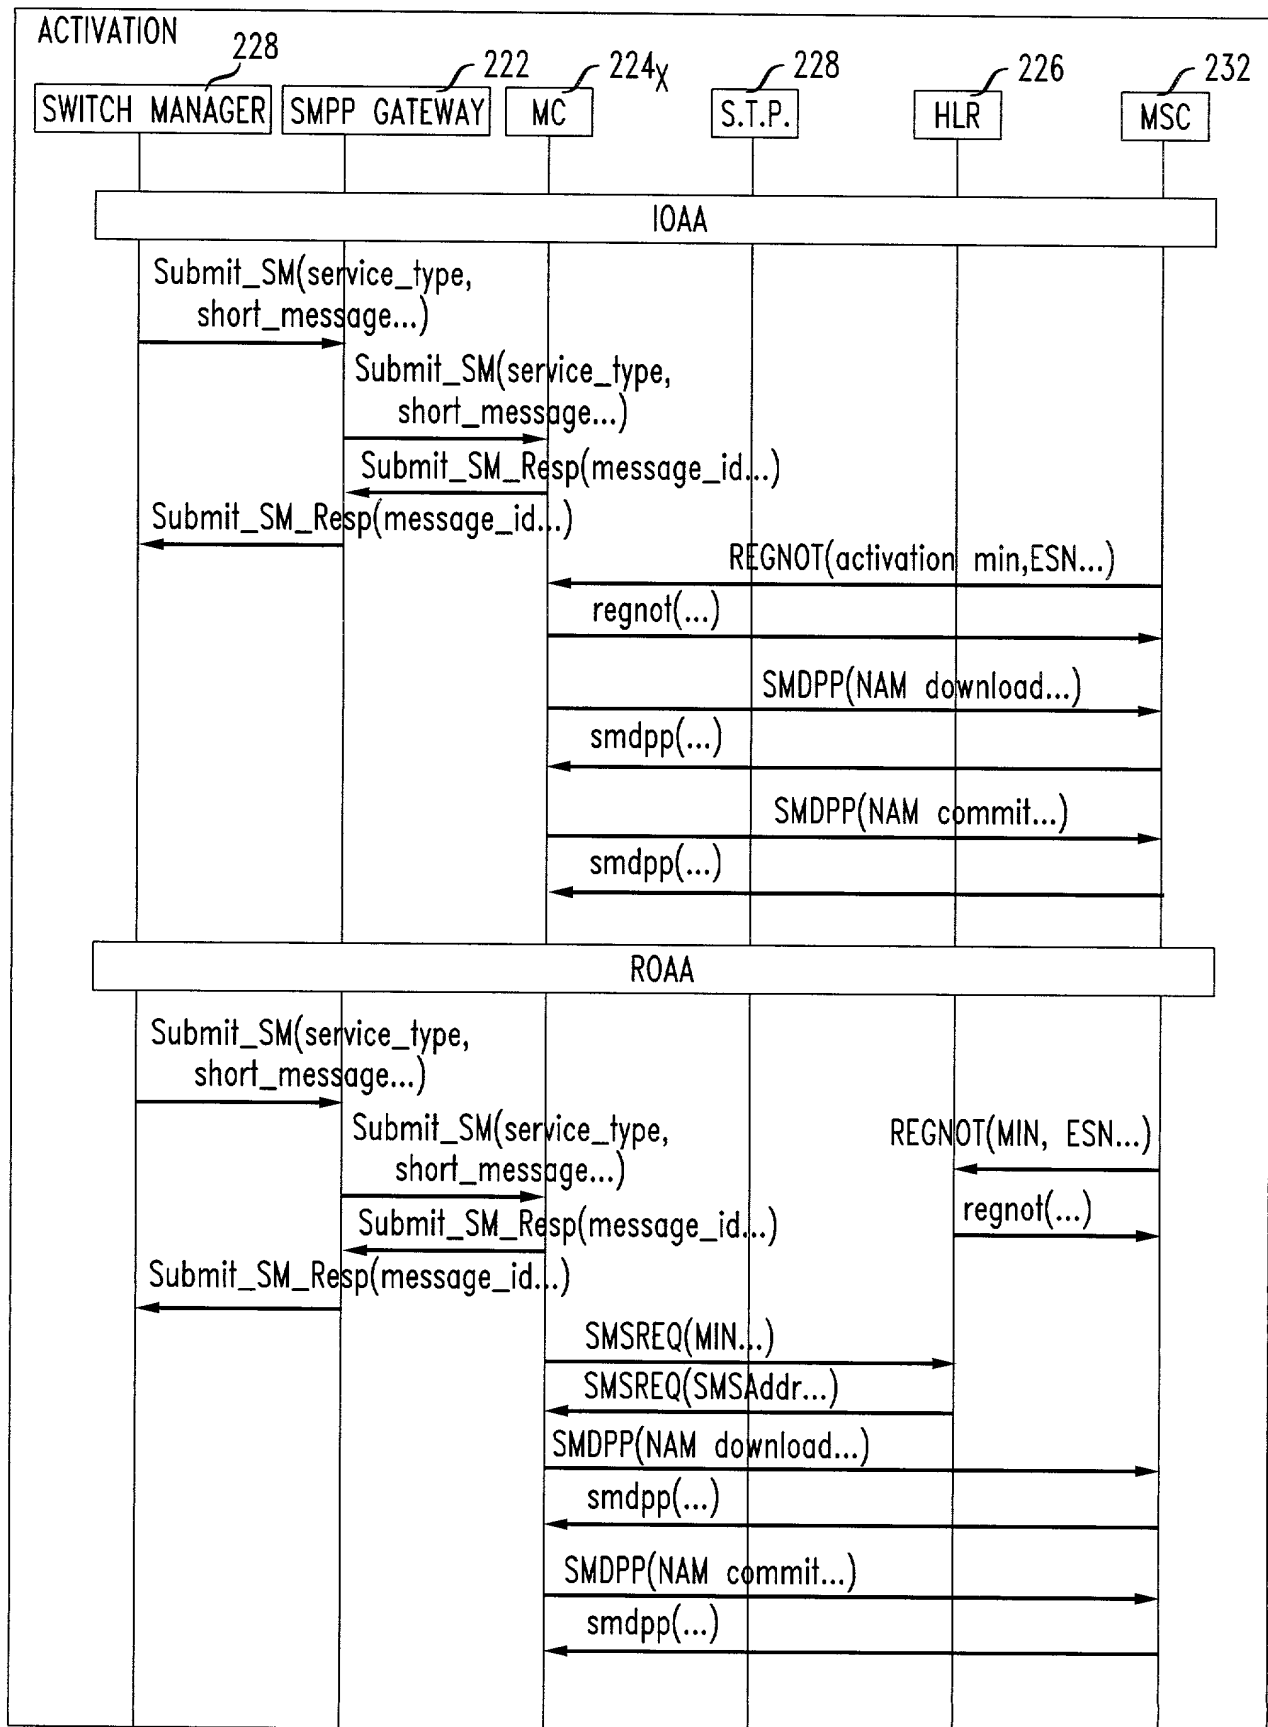 ACTIVATION
228
222
224X
228
226
232
SWITCH MANAGER
SMPP GATEWAY
MC
S.T.P.
HLR
MSC
IOAA
Submit_SM(service_type,
short_message...)
Submit_SM(service_type,
short_message...)
Submit_SM_Resp(message_id...)
Submit_SM_Resp(message_id...)
REGNOT(activation min,ESN...)
regnot(...)
SMDPP(NAM download...)
smdpp(...)
SMDPP(NAM commit...)
smdpp(...)
ROAA
Submit_SM(service_type,
short_message...)
Submit_SM(service_type,
short_message...)
REGNOT(MIN, ESN...)
regnot(...)
Submit_SM_Resp(message_id...)
Submit_SM_Resp(message_id...)
SMSREQ(MIN...)
SMSREQ(SMSAddr...)
SMDPP(NAM download...)
smdpp(...)
SMDPP(NAM commit...)
smdpp(...)